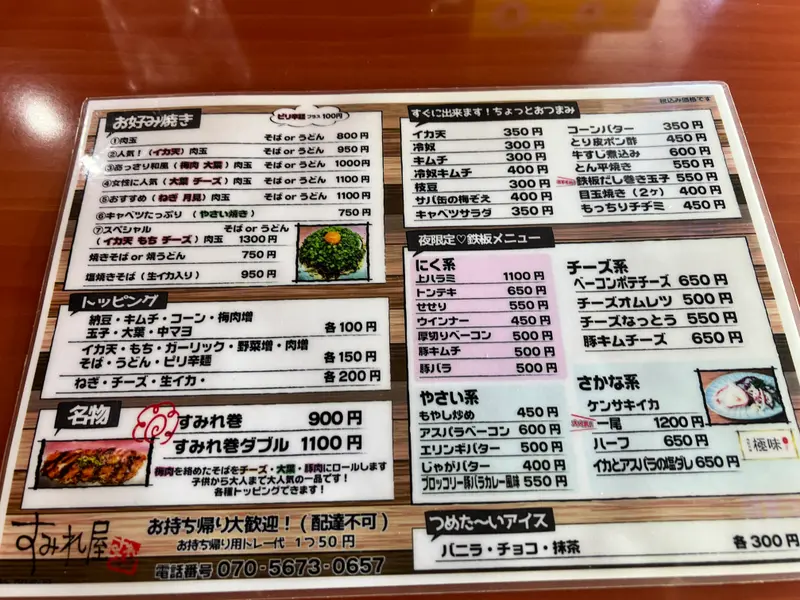 税込み価格です
お好み焼き
ピリ辛麺 プラス 100円
①肉玉 そば or うどん 800円
②人気!(イカ天)肉玉 そば or うどん 950円
③あっさり和風(梅肉 大葉)肉玉 そば or うどん 1000円
④女性に人気(大葉 チーズ)肉玉 そば or うどん 1100円
⑤おすすめ(ねぎ 月見)肉玉 そば or うどん 1100円
⑥キャベツたっぷり(やさい焼き) 750円
⑦スペシャル そば or うどん
(イカ天 もち チーズ)肉玉 1300円
焼きそば or 焼うどん 750円
塩焼きそば(生イカ入り) 950円
トッピング
納豆・キムチ・コーン・梅肉増
玉子・大葉・中マヨ 各100円
イカ天・もち・ガーリック・野菜増・肉増
そば・うどん・ピリ辛麺 各150円
ねぎ・チーズ・生イカ・ 各200円
名物
すみれ巻 900円
すみれ巻ダブル 1100円
梅肉を絡めたそばをチーズ・大葉・豚肉にロールします
子供から大人まで大人気の一品です!
各種トッピングできます!
すみれ屋
お持ち帰り大歓迎!(配達不可)
お持ち帰り用トレー代 1つ50円
電話番号 070-5673-0657
すぐに出来ます!ちょっとおつまみ
イカ天 350円
冷奴 300円
キムチ 300円
冷奴キムチ 400円
枝豆 300円
サバ缶の梅ぞえ 400円
キャベツサラダ 350円
コーンバター 350円
とり皮ポン酢 450円
牛すじ煮込み 600円
とん平焼き 550円
鉄板だし巻き玉子 550円
目玉焼き(2ヶ) 400円
もっちりチヂミ 450円
夜限定♡鉄板メニュー
にく系
上ハラミ 1100円
トンテキ 650円
せせり 550円
ウインナー 450円
厚切りベーコン 500円
豚キムチ 500円
豚バラ 500円
やさい系
もやし炒め 450円
アスパラベーコン 600円
エリンギバター 500円
じゃがバター 400円
ブロッコリー豚バラカレー風味 550円
チーズ系
ベーコンポテチーズ 650円
チーズオムレツ 500円
チーズなっとう 550円
豚キムチーズ 650円
さかな系
ケンサキイカ
一尾 1200円
ハーフ 650円
イカとアスパラの塩ダレ 650円
極味
つめた~いアイス
バニラ・チョコ・抹茶 各300円